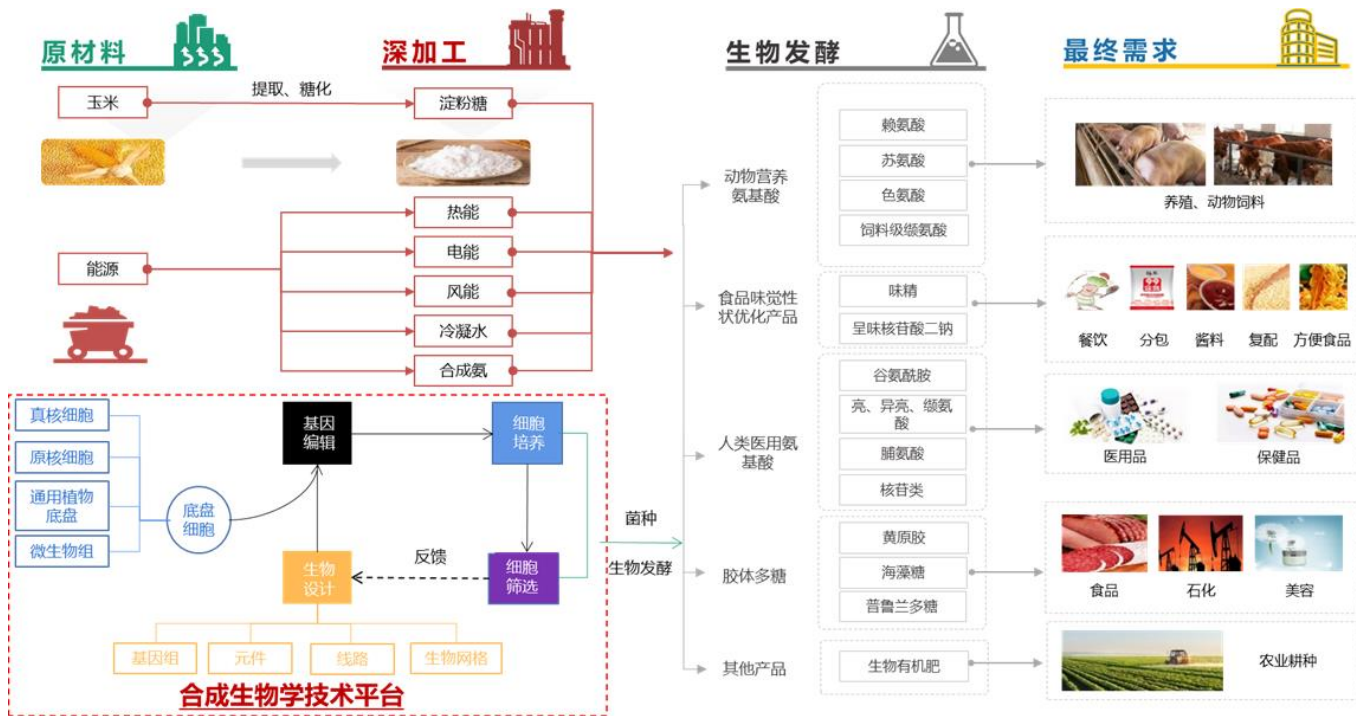 原材料
深加工
生物发酵
最终需求
玉米
提取、糖化
淀粉糖
能源
热能
电能
风能
冷凝水
合成氨
真核细胞
原核细胞
通用植物
底盘
微生物组
底盘
细胞
基因
编辑
细胞
培养
生物
设计
反馈
细胞
筛选
基因组
元件
线路
生物网格
合成生物学技术平台
菌种
生物发酵
动物营养
氨基酸
赖氨酸
苏氨酸
色氨酸
饲料级缬氨酸
养殖、动物饲料
食品味觉性
状优化产品
味精
呈味核苷酸二钠
餐饮
分包
酱料
复配
方便食品
人类医用氨
基酸
谷氨酰胺
亮、异亮、缬氨
酸
脯氨酸
核苷类
医用品
保健品
胶体多糖
黄原胶
海藻糖
普鲁兰多糖
食品
石化
美容
其他产品
生物有机肥
农业耕种